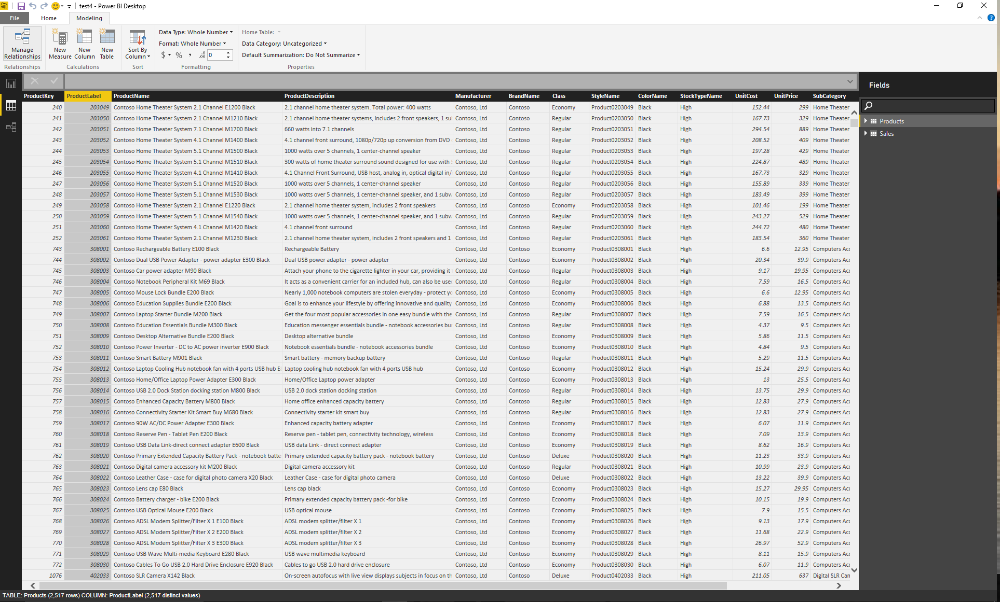 test4 - Power BI Desktop
File Home Modeling
Manage Relationships
New Measure
New Column
New Table
Sort By Column
Data Type: Whole Number
Format: Whole Number
$ % , .00 0
Home Table:
Data Category: Uncategorized
Default Summarization: Do Not Summarize
Relationships Calculations Sort Formatting Properties
Fields
Products
Sales
ProductKey ProductLabel ProductName ProductDescription Manufacturer BrandName Class StyleName ColorName StockTypeName UnitCost UnitPrice SubCategory
240 203049 Contoso Home Theater System 2.1 Channel E1200 Black 2.1 channel home theater system. Total power: 400 watts Contoso, Ltd Contoso Economy Product0203049 Black High 152.44 299 Home Theater
241 203050 Contoso Home Theater System 2.1 Channel M1210 Black 2.1 channel home theater systems, includes 2 front speakers, 1 su Contoso, Ltd Contoso Regular Product0203050 Black High 167.73 329 Home Theater
242 203051 Contoso Home Theater System 7.1 Channel M1700 Black 660 watts into 7.1 channels Contoso, Ltd Contoso Regular Product0203051 Black High 294.54 889 Home Theater
243 203052 Contoso Home Theater System 4.1 Channel M1400 Black 4.1 channel front surround, 1080p/720p up conversion from DVD Contoso, Ltd Contoso Regular Product0203052 Black High 208.52 409 Home Theater
244 203053 Contoso Home Theater System 5.1 Channel M1500 Black 1000 watts over 5 channels, 1 center-channel speaker Contoso, Ltd Contoso Regular Product0203053 Black High 197.28 429 Home Theater
245 203054 Contoso Home Theater System 5.1 Channel M1510 Black 300 watts of home theater surround sound designed for use with Contoso, Ltd Contoso Regular Product0203054 Black High 224.87 489 Home Theater
246 203055 Contoso Home Theater System 4.1 Channel M1410 Black 4.1 Channel Front Surround, USB host, analog in, optical digital in/ Contoso, Ltd Contoso Regular Product0203055 Black High 167.73 329 Home Theater
247 203056 Contoso Home Theater System 5.1 Channel M1520 Black 1000 watts over 5 channels, 1 center-channel speaker Contoso, Ltd Contoso Regular Product0203056 Black High 155.89 339 Home Theater
248 203057 Contoso Home Theater System 5.1 Channel M1530 Black 1000 watts over 5 channels, 1 center-channel speaker, and 1 subw Contoso, Ltd Contoso Regular Product0203057 Black High 183.49 399 Home Theater
249 203058 Contoso Home Theater System 2.1 Channel E1220 Black 2.1 channel home theater system, includes 2 front speakers Contoso, Ltd Contoso Economy Product0203058 Black High 101.46 199 Home Theater
250 203059 Contoso Home Theater System 5.1 Channel M1540 Black 1000 watts over 5 channels, 1 center-channel speaker, and 1 subw Contoso, Ltd Contoso Regular Product0203059 Black High 243.27 529 Home Theater
251 203060 Contoso Home Theater System 4.1 Channel M1420 Black 4.1 channel front surround Contoso, Ltd Contoso Regular Product0203060 Black High 244.72 480 Home Theater
252 203061 Contoso Home Theater System 2.1 Channel M1230 Black 2.1 channel home theater system, includes 2 front speakers and 1 Contoso, Ltd Contoso Regular Product0203061 Black High 183.54 360 Home Theater
743 308001 Contoso Rechargeable Battery E100 Black Rechargeable Battery Contoso, Ltd Contoso Economy Product0308001 Black High 6.6 12.95 Computers Acc
744 308002 Contoso Dual USB Power Adapter - power adapter E300 Black Dual USB power adapter - power adapter Contoso, Ltd Contoso Economy Product0308002 Black High 20.34 39.9 Computers Acc
745 308003 Contoso Car power adapter M90 Black Attach your phone to the cigarette lighter in your car, providing it Contoso, Ltd Contoso Regular Product0308003 Black High 9.17 19.95 Computers Acc
746 308004 Contoso Notebook Peripheral Kit M69 Black It acts as a convenient carrier for an included hub, can also be use Contoso, Ltd Contoso Regular Product0308004 Black High 7.59 16.5 Computers Acc
747 308005 Contoso Mouse Lock Bundle E200 Black Nearly 1,000 notebook computers are stolen everyday - protect yo Contoso, Ltd Contoso Economy Product0308005 Black High 6.6 12.95 Computers Acc
748 308006 Contoso Education Supplies Bundle E200 Black Goal is to enhance your lifestyle by offering innovative and quality Contoso, Ltd Contoso Economy Product0308006 Black High 6.88 13.5 Computers Acc
749 308007 Contoso Laptop Starter Bundle M200 Black Get the four most popular accessories in one easy bundle with the Contoso, Ltd Contoso Regular Product0308007 Black High 7.59 16.5 Computers Acc
750 308008 Contoso Education Essentials Bundle M300 Black Education messenger essentials bundle - notebook accessories bu Contoso, Ltd Contoso Regular Product0308008 Black High 4.37 9.5 Computers Acc
751 308009 Contoso Desktop Alternative Bundle E200 Black Desktop alternative bundle Contoso, Ltd Contoso Economy Product0308009 Black High 5.86 11.5 Computers Acc
752 308010 Contoso Power Inverter - DC to AC power inverter E900 Black Notebook essentials bundle - notebook accessories bundle Contoso, Ltd Contoso Economy Product0308010 Black High 4.84 9.5 Computers Acc
753 308011 Contoso Smart Battery M901 Black Smart battery - memory backup battery Contoso, Ltd Contoso Regular Product0308011 Black High 5.29 11.5 Computers Acc
754 308012 Contoso Laptop Cooling Hub notebook fan with 4 ports USB hub E Laptop cooling hub notebook fan with 4 ports USB hub Contoso, Ltd Contoso Economy Product0308012 Black High 15.24 29.9 Computers Acc
755 308013 Contoso Home/Office Laptop Power Adapter E300 Black Home/Office Laptop power adapter Contoso, Ltd Contoso Economy Product0308013 Black High 13 25.5 Computers Acc
756 308014 Contoso USB 2.0 Dock Station docking station M800 Black USB 2.0 dock station docking station Contoso, Ltd Contoso Regular Product0308014 Black High 13.75 29.9 Computers Acc
757 308015 Contoso Enhanced Capacity Battery M800 Black Home office enhanced capacity battery Contoso, Ltd Contoso Regular Product0308015 Black High 12.83 27.9 Computers Acc
758 308016 Contoso Connectivity Starter Kit Smart Buy M680 Black Connectivity starter kit smart buy Contoso, Ltd Contoso Regular Product0308016 Black High 12.83 27.9 Computers Acc
759 308017 Contoso 90W AC/DC Power Adapter E300 Black Enhanced capacity battery adapter Contoso, Ltd Contoso Economy Product0308017 Black High 6.07 11.9 Computers Acc
760 308018 Contoso Reserve Pen - Tablet Pen E200 Black Reserve pen - tablet pen, connectivity technology, wireless Contoso, Ltd Contoso Economy Product0308018 Black High 7.09 13.9 Computers Acc
761 308019 Contoso USB Data Link-direct connect adapter E600 Black USB data Link - direct connect adapter Contoso, Ltd Contoso Economy Product0308019 Black High 8.62 16.9 Computers Acc
762 308020 Contoso Primary Extended Capacity Battery Pack - notebook batte Primary extended capacity battery pack - notebook battery Contoso, Ltd Contoso Deluxe Product0308020 Black High 11.23 33.9 Computers Acc
763 308021 Contoso Digital camera accessory kit M200 Black Digital camera accessory kit Contoso, Ltd Contoso Regular Product0308021 Black High 10.99 23.9 Computers Acc
764 308022 Contoso Leather Case - case for digital photo camera X20 Black Leather Case - case for digital photo camera Contoso, Ltd Contoso Deluxe Product0308022 Black High 13.22 39.9 Computers Acc
765 308023 Contoso Lens cap E80 Black Lens cap black Contoso, Ltd Contoso Economy Product0308023 Black High 15.27 29.95 Computers Acc
766 308024 Contoso Battery charger - bike E200 Black Primary extended capacity battery pack -for bike Contoso, Ltd Contoso Economy Product0308024 Black High 10.15 19.9 Computers Acc
767 308025 Contoso USB Optical Mouse E200 Black USB optical mouse Contoso, Ltd Contoso Economy Product0308025 Black High 7.9 15.5 Computers Acc
768 308026 Contoso ADSL Modem Splitter/Filter X 1 E100 Black ADSL modem splitter/filter X 1 Contoso, Ltd Contoso Economy Product0308026 Black High 9.13 17.9 Computers Acc
769 308027 Contoso ADSL Modem Splitter/Filter X 2 E200 Black ADSL modem splitter/filter X 2 Contoso, Ltd Contoso Economy Product0308027 Black High 11.68 22.9 Computers Acc
770 308028 Contoso ADSL Modem Splitter/Filter X 3 E300 Black ADSL modem splitter/filter X 3 Contoso, Ltd Contoso Economy Product0308028 Black High 26.97 52.9 Computers Acc
771 308029 Contoso USB Wave Multi-media Keyboard E280 Black USB wave multimedia keyboard Contoso, Ltd Contoso Economy Product0308029 Black High 8.11 15.9 Computers Acc
772 308030 Contoso Cables To Go USB 2.0 Hard Drive Enclosure E920 Black Cables to go USB 2.0 hard drive enclosure Contoso, Ltd Contoso Economy Product0308030 Black High 6.07 11.9 Computers Acc
1076 402033 Contoso SLR Camera X142 Black On-screen autofocus with live view displays subjects in focus on th Contoso, Ltd Contoso Deluxe Product0402033 Black High 211.05 637 Digital SLR Can
TABLE: Products (2,517 rows) COLUMN: ProductLabel (2,517 distinct values)